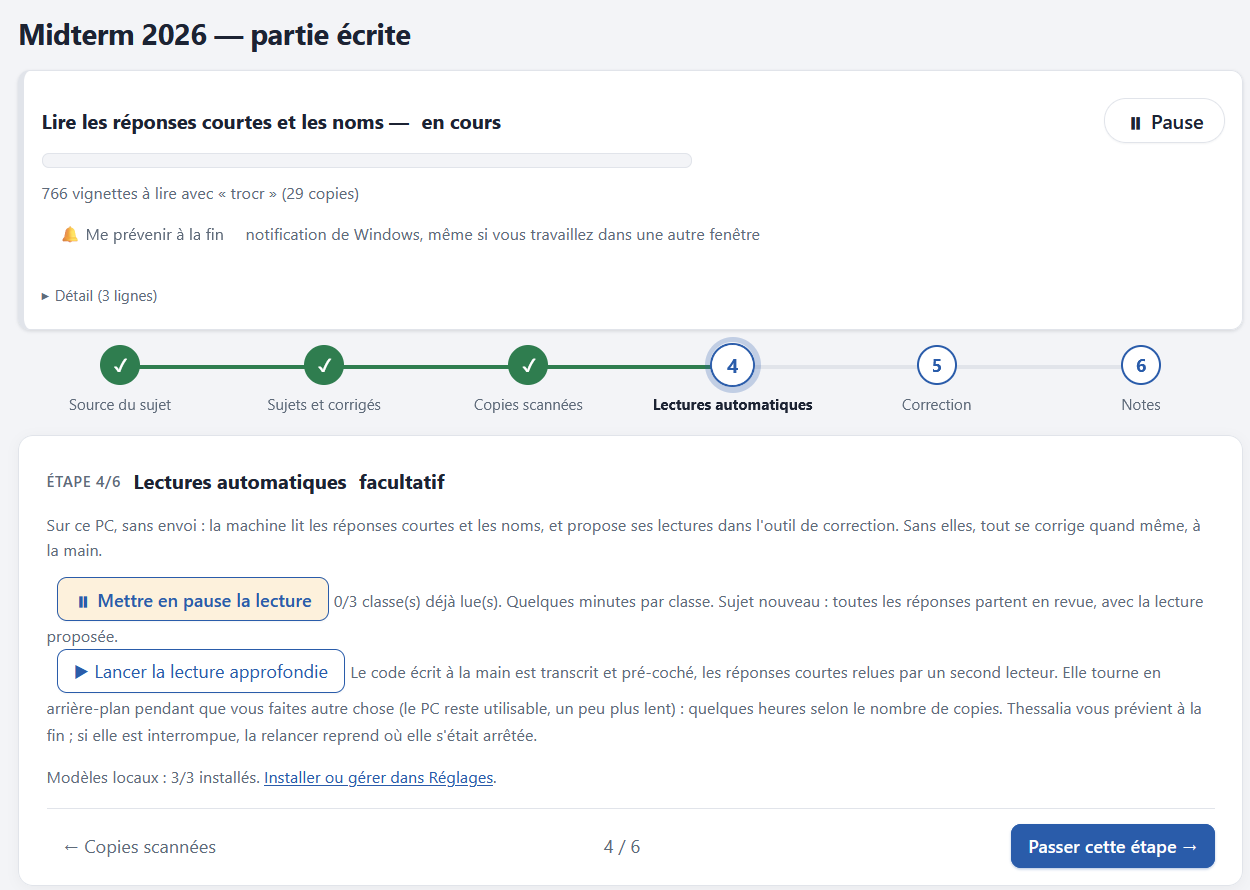 Midterm 2026 — partie écrite
Lire les réponses courtes et les noms — en cours
⏸ Pause
766 vignettes à lire avec « trocr » (29 copies)
🔔 Me prévenir à la fin notification de Windows, même si vous travaillez dans une autre fenêtre
▸ Détail (3 lignes)
✓ ✓ ✓ 4 5 6
Source du sujet Sujets et corrigés Copies scannées Lectures automatiques Correction Notes
ÉTAPE 4/6 Lectures automatiques facultatif
Sur ce PC, sans envoi : la machine lit les réponses courtes et les noms, et propose ses lectures dans l'outil de correction. Sans elles, tout se corrige quand même, à
la main.
⏸ Mettre en pause la lecture 0/3 classe(s) déjà lue(s). Quelques minutes par classe. Sujet nouveau : toutes les réponses partent en revue, avec la lecture
proposée.
▶ Lancer la lecture approfondie Le code écrit à la main est transcrit et pré-coché, les réponses courtes relues par un second lecteur. Elle tourne en
arrière-plan pendant que vous faites autre chose (le PC reste utilisable, un peu plus lent) : quelques heures selon le nombre de copies. Thessalia vous prévient à la
fin ; si elle est interrompue, la relancer reprend où elle s'était arrêtée.
Modèles locaux : 3/3 installés. Installer ou gérer dans Réglages.
← Copies scannées 4 / 6 Passer cette étape →